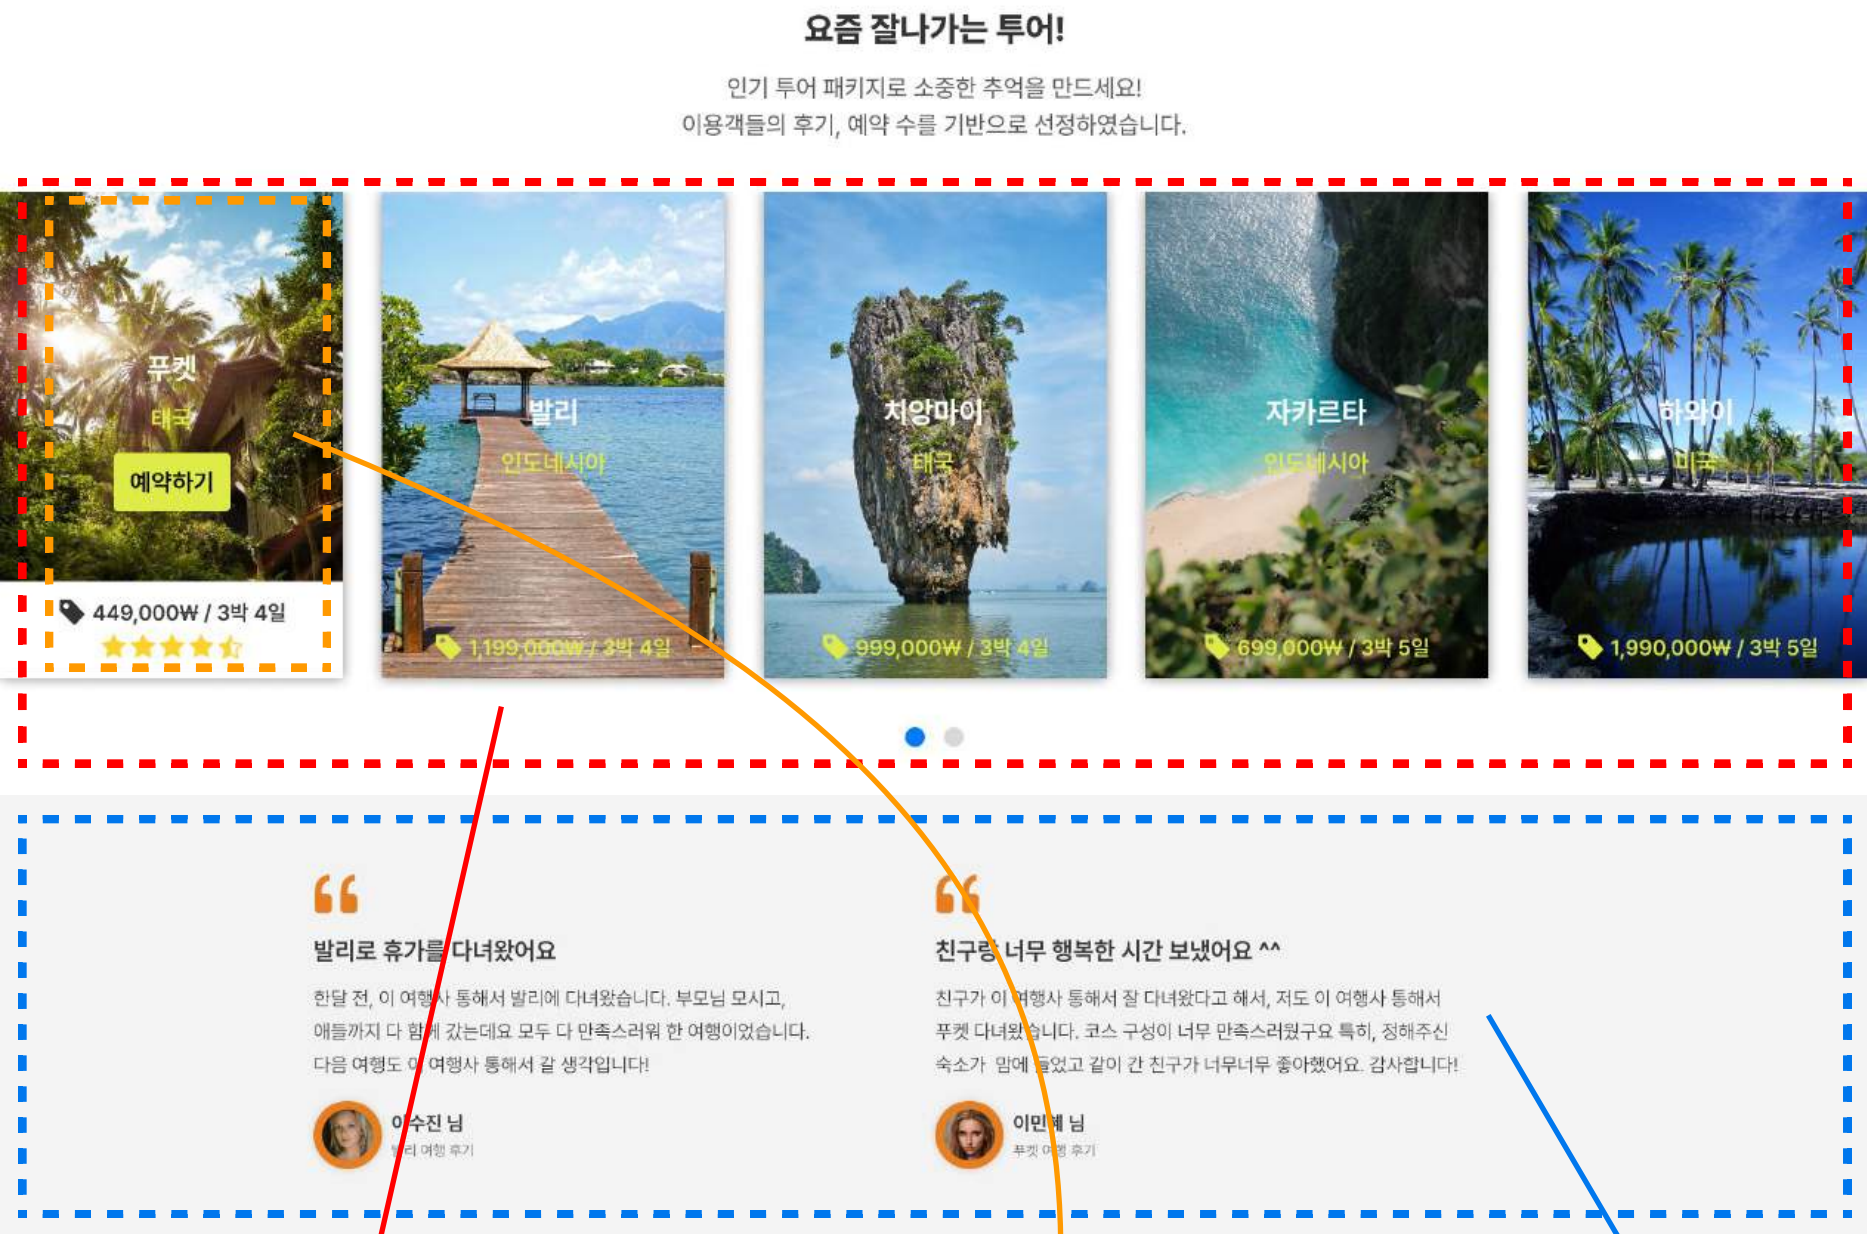 요즘 잘나가는 투어!
인기 투어 패키지로 소중한 추억을 만드세요!
이용객들의 후기, 예약 수를 기반으로 선정하였습니다.
푸켓
태국
예약하기
449,000₩ / 3박 4일
발리
인도네시아
1,199,000₩ / 3박 4일
치앙마이
태국
999,000₩ / 3박 4일
자카르타
인도네시아
699,000₩ / 3박 5일
하와이
미국
1,990,000₩ / 3박 5일
발리로 휴가를 다녀왔어요
한달 전, 이 여행사 통해서 발리에 다녀왔습니다. 부모님 모시고,
애들까지 다 함께 갔는데요 모두 다 만족스러워 한 여행이었습니다.
다음 여행도 이 여행사 통해서 갈 생각입니다!
이수진 님
발리 여행 후기
친구랑 너무 행복한 시간 보냈어요 ^^
친구가 이 여행사 통해서 잘 다녀왔다고 해서, 저도 이 여행사 통해서
푸켓 다녀왔습니다. 코스 구성이 너무 만족스러웠구요 특히, 정해주신
숙소가 맘에 들었고 같이 간 친구가 너무너무 좋아했어요. 감사합니다!
이민혜 님
푸켓 여행 후기